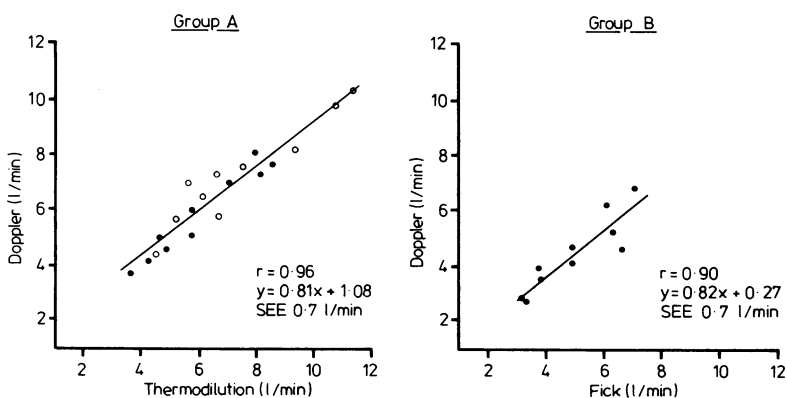 Group A
12
10
8
6
4
2
Doppler (l/min)
r = 0·96
y = 0·81x + 1·08
SEE 0·7 l/min
2 4 6 8 10 12
Thermodilution (l/min)
Group B
12
10
8
6
4
2
Doppler (l/min)
r = 0·90
y = 0·82x + 0·27
SEE 0·7 l/min
2 4 6 8 10 12
Fick (l/min)